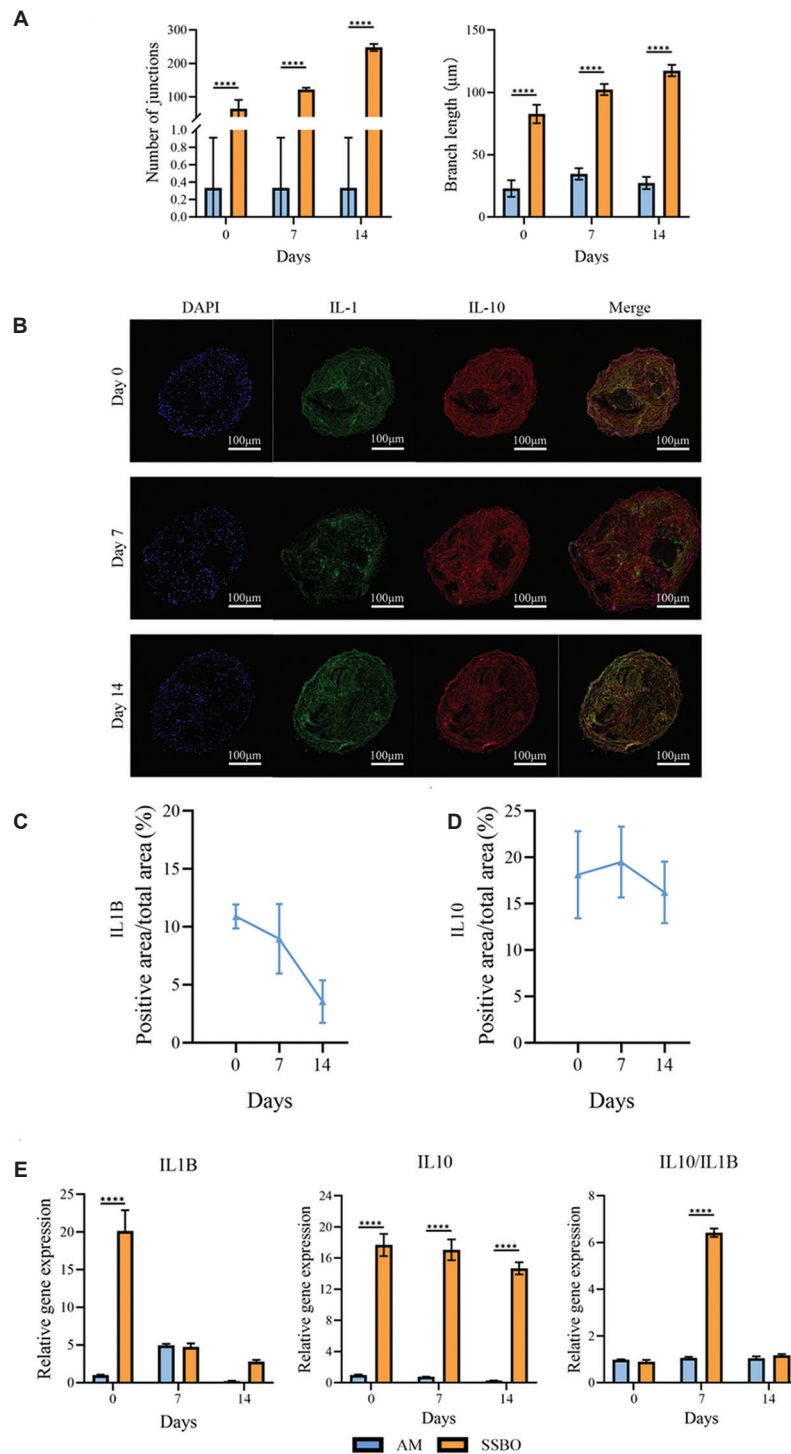 A
Number of junctions
300
200
100
1.0
0.8
0.6
0.4
0.2
0.0
****
****
****
0
7
14
Days
Branch length (μm)
150
100
50
0
****
****
****
0
7
14
Days
B
DAPI
IL-1
IL-10
Merge
Day 0
100μm
100μm
100μm
100μm
Day 7
100μm
100μm
100μm
100μm
Day 14
100μm
100μm
100μm
100μm
C
IL1B
Positive area/total area (%)
20
15
10
5
0
0
7
14
Days
D
IL10
Positive area/total area (%)
25
20
15
10
5
0
0
7
14
Days
E
IL1B
Relative gene expression
25
20
15
10
5
0
****
0
7
14
Days
IL10
Relative gene expression
24
20
16
12
8
4
0
****
****
****
0
7
14
Days
IL10/IL1B
Relative gene expression
8
6
4
2
0
****
0
7
14
Days
AM
SSBO